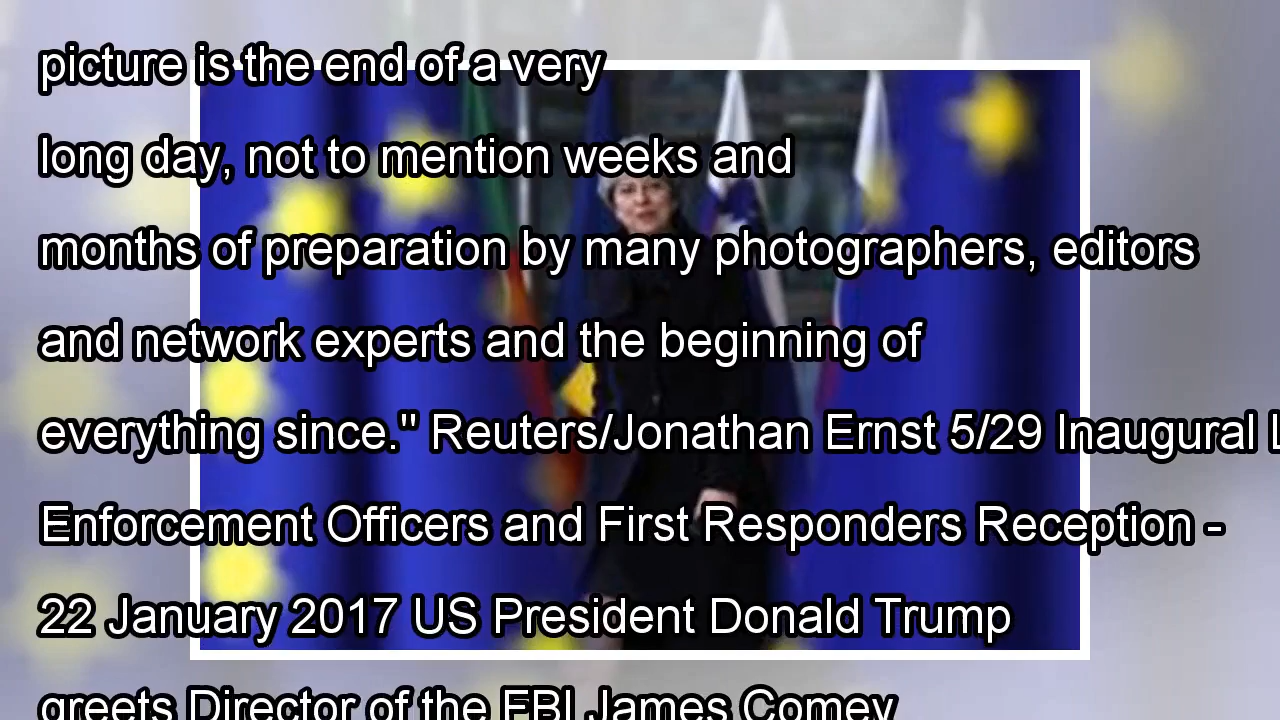 picture is the end of a very
long day, not to mention weeks and
months of preparation by many photographers, editors
and network experts and the beginning of
everything since." Reuters/Jonathan Ernst 5/29 Inaugural
Enforcement Officers and First Responders Reception -
22 January 2017 US President Donald Trump
greets Director of the FBI James Comey